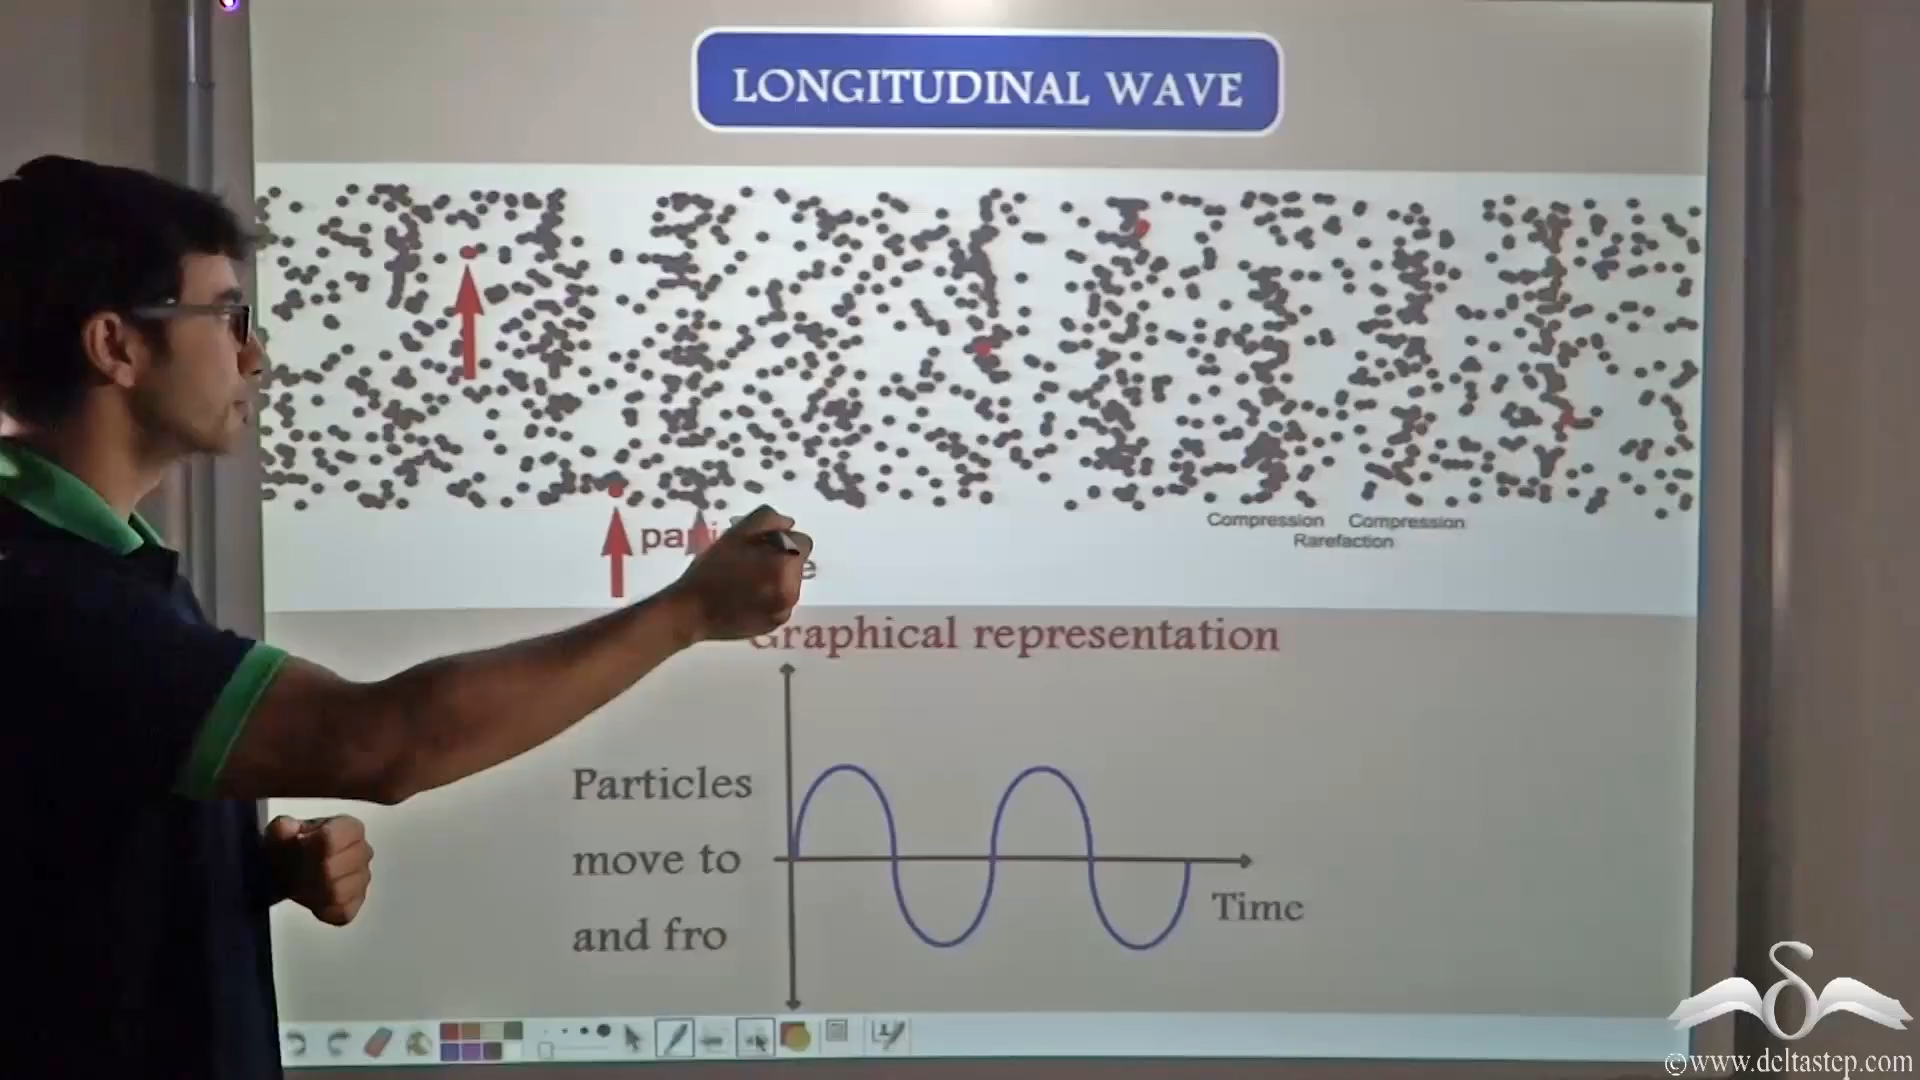 LONGITUDINAL WAVE
Compression Compression
Rarefaction
Graphical representation
Particles
move to
and fro
Time
©www.deltastep.com